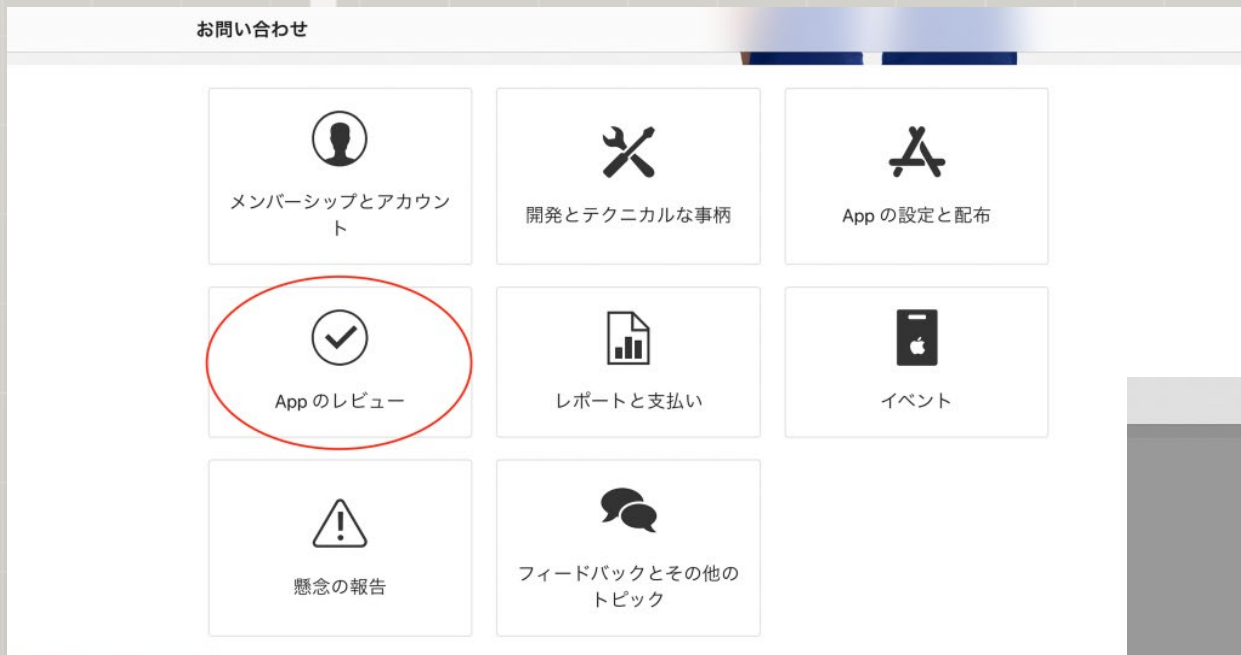 お問い合わせ
メンバーシップとアカウン
ト
開発とテクニカルな事柄
App の設定と配布
App のレビュー
レポートと支払い
イベント
懸念の報告
フィードバックとその他の
トピック